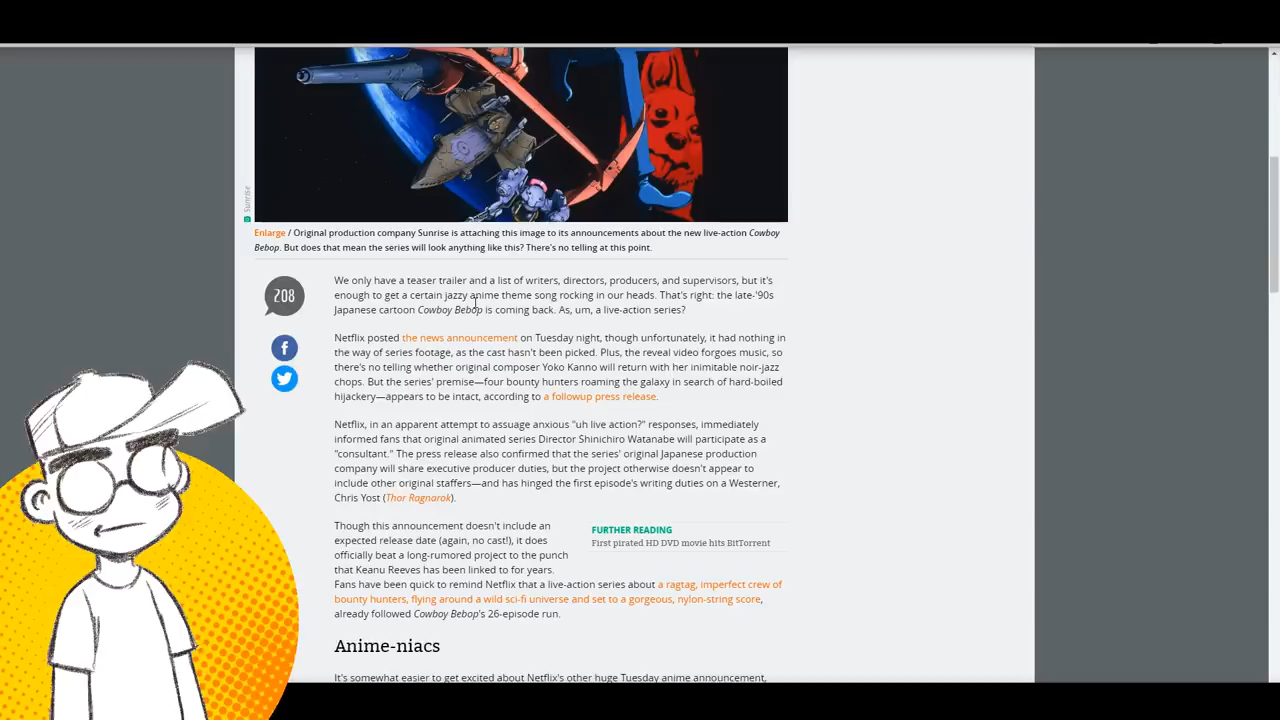 Sunrise
Enlarge / Original production company Sunrise is attaching this image to its announcements about the new live-action Cowboy
Bebop. But does that mean the series will look anything like this? There's no telling at this point.
208
We only have a teaser trailer and a list of writers, directors, producers, and supervisors, but it's
enough to get a certain jazzy anime theme song rocking in our heads. That's right: the late-'90s
Japanese cartoon Cowboy Bebop is coming back. As, um, a live-action series?
Netflix posted the news announcement on Tuesday night, though unfortunately, it had nothing in
the way of series footage, as the cast hasn't been picked. Plus, the reveal video forgoes music, so
there's no telling whether original composer Yoko Kanno will return with her inimitable noir-jazz
chops. But the series' premise—four bounty hunters roaming the galaxy in search of hard-boiled
hijackery—appears to be intact, according to a followup press release.
Netflix, in an apparent attempt to assuage anxious "uh live action?" responses, immediately
informed fans that original animated series Director Shinichiro Watanabe will participate as a
"consultant." The press release also confirmed that the series' original Japanese production
company will share executive producer duties, but the project otherwise doesn't appear to
include other original staffers—and has hinged the first episode's writing duties on a Westerner,
Chris Yost (Thor Ragnarok).
Though this announcement doesn't include an
expected release date (again, no cast!), it does
officially beat a long-rumored project to the punch
that Keanu Reeves has been linked to for years.
FURTHER READING
First pirated HD DVD movie hits BitTorrent
Fans have been quick to remind Netflix that a live-action series about a ragtag, imperfect crew of
bounty hunters, flying around a wild sci-fi universe and set to a gorgeous, nylon-string score,
already followed Cowboy Bebop's 26-episode run.
Anime-niacs
It's somewhat easier to get excited about Netflix's other huge Tuesday anime announcement,